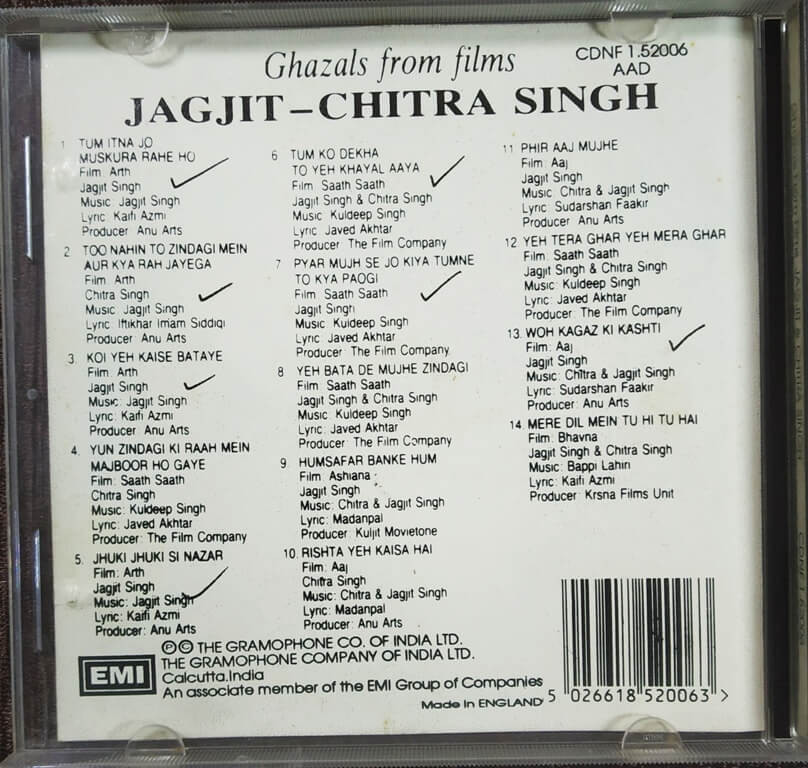 Ghazals from films
CDNF 1.52006
AAD
JAGJIT–CHITRA SINGH
1 TUM ITNA JO
MUSKURA RAHE HO
Film: Arth
Jagjit Singh
Music: Jagjit Singh
Lyric: Kaifi Azmi
Producer: Anu Arts
2 TOO NAHIN TO ZINDAGI MEIN
AUR KYA RAH JAYEGA
Film: Arth
Chitra Singh
Music: Jagjit Singh
Lyric: Iftikhar Imam Siddiqi
Producer: Anu Arts
3. KOI YEH KAISE BATAYE
Film: Arth
Jagjit Singh
Music: Jagjit Singh
Lyric: Kaifi Azmi
Producer: Anu Arts
4. YUN ZINDAGI KI RAAH MEIN
MAJBOOR HO GAYE
Film: Saath Saath
Chitra Singh
Music: Kuldeep Singh
Lyric: Javed Akhtar
Producer: The Film Company
5. JHUKI JHUKI SI NAZAR
Film: Arth
Jagjit Singh
Music: Jagjit Singh
Lyric: Kaifi Azmi
Producer: Anu Arts
6 TUM KO DEKHA
TO YEH KHAYAL AAYA
Film: Saath Saath
Jagjit Singh & Chitra Singh
Music: Kuldeep Singh
Lyric: Javed Akhtar
Producer: The Film Company
7 PYAR MUJH SE JO KIYA TUMNE
TO KYA PAOGI
Film: Saath Saath
Jagjit Singh
Music: Kuldeep Singh
Lyric: Javed Akhtar
Producer: The Film Company
8 YEH BATA DE MUJHE ZINDAGI
Film: Saath Saath
Jagjit Singh & Chitra Singh
Music: Kuldeep Singh
Lyric: Javed Akhtar
Producer: The Film Company
9 HUMSAFAR BANKE HUM
Film: Ashiana
Jagjit Singh
Music: Chitra & Jagjit Singh
Lyric: Madanpal
Producer: Kuljit Movietone
10. RISHTA YEH KAISA HAI
Film: Aaj
Chitra Singh
Music: Chitra & Jagjit Singh
Lyric: Madanpal
Producer: Anu Arts
11 PHIR AAJ MUJHE
Film: Aaj
Jagjit Singh
Music: Chitra & Jagjit Singh
Lyric: Sudarshan Faakir
Producer: Anu Arts
12 YEH TERA GHAR YEH MERA GHAR
Film: Saath Saath
Jagjit Singh & Chitra Singh
Music: Kuldeep Singh
Lyric: Javed Akhtar
Producer: The Film Company
13. WOH KAGAZ KI KASHTI
Film: Aaj
Jagjit Singh
Music: Chitra & Jagjit Singh
Lyric: Sudarshan Faakir
Producer: Anu Arts
14 MERE DIL MEIN TU HI TU HAI
Film: Bhavna
Jagjit Singh & Chitra Singh
Music: Bappi Lahiri
Lyric: Kaifi Azmi
Producer: Krsna Films Unit
EMI
℗© THE GRAMOPHONE CO. OF INDIA LTD.
THE GRAMOPHONE COMPANY OF INDIA LTD.
Calcutta.India
An associate member of the EMI Group of Companies
Made in ENGLAND
5 026618 520063 >